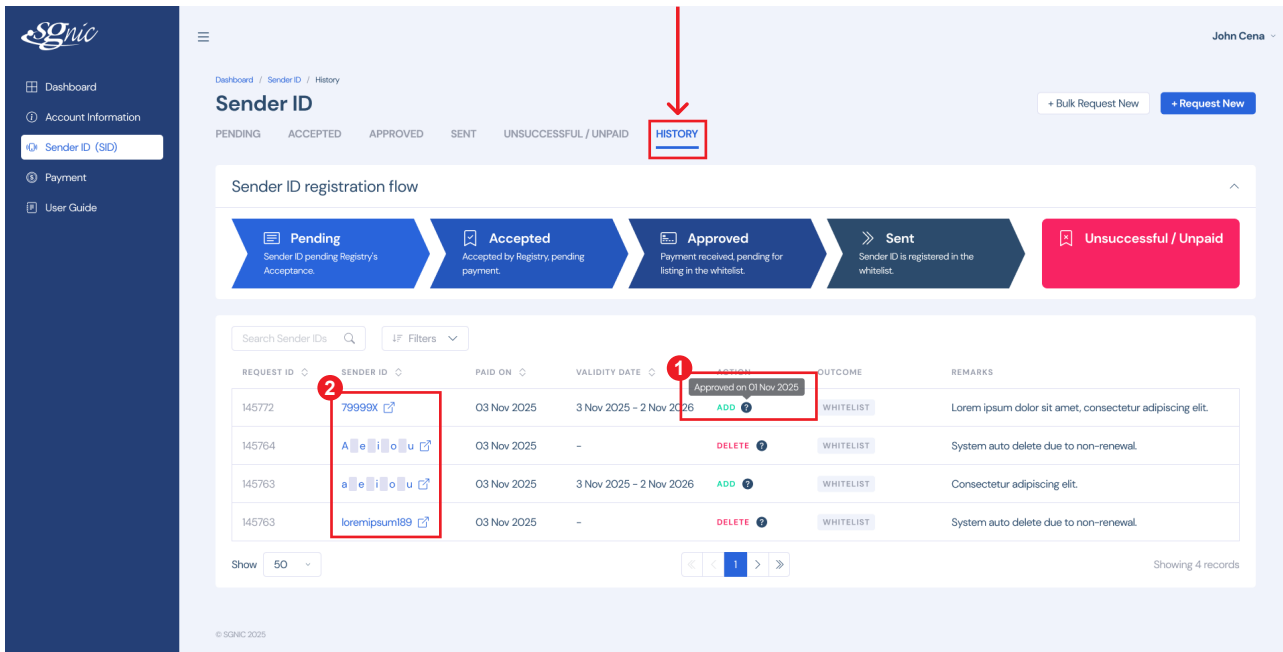 sgnic
John Cena
Dashboard
Account Information
Sender ID (SID)
Payment
User Guide
Dashboard / Sender ID / History
Sender ID
+ Bulk Request New
+ Request New
PENDING ACCEPTED APPROVED SENT UNSUCCESSFUL / UNPAID HISTORY
Sender ID registration flow
Pending
Sender ID pending Registry's
Acceptance.
Accepted
Accepted by Registry, pending
payment.
Approved
Payment received, pending for
listing in the whitelist.
Sent
Sender ID is registered in the
whitelist.
Unsuccessful / Unpaid
Search Sender IDs
Filters
1
2
REQUEST ID SENDER ID PAID ON VALIDITY DATE ACTION OUTCOME REMARKS
Approved on 01 Nov 2025
145772 79999X 03 Nov 2025 3 Nov 2025 - 2 Nov 2026 ADD ? WHITELIST Lorem ipsum dolor sit amet, consectetur adipiscing elit.
145764 A e i o u 03 Nov 2025 - DELETE ? WHITELIST System auto delete due to non-renewal.
145763 a e i o u 03 Nov 2025 3 Nov 2025 - 2 Nov 2026 ADD ? WHITELIST Consectetur adipiscing elit.
145763 loremipsum189 03 Nov 2025 - DELETE ? WHITELIST System auto delete due to non-renewal.
Show 50
« < 1 > »
Showing 4 records
© SGNIC 2025